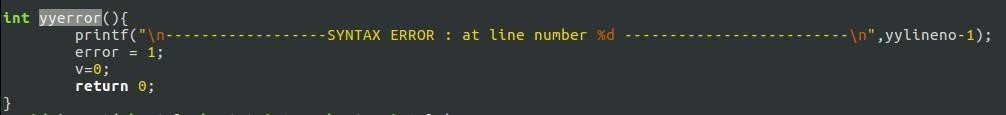 int yyerror(){
printf("\n------------------SYNTAX ERROR : at line number %d -------------------------\n",yylineno-1);
error = 1;
v=0;
return 0;
}